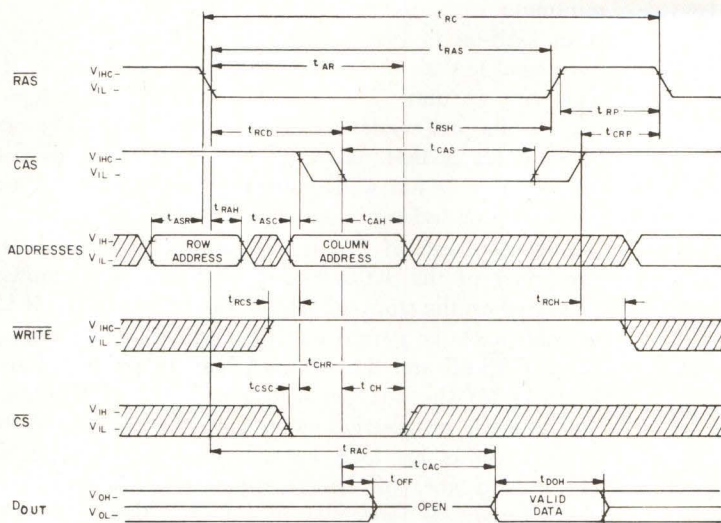 tRC
tRAS
tAR
RAS VIHC- VIL -
tRP
tRCD tRSH tCRP
tCAS
CAS VIHC- VIL -
tASR tRAH tASC tCAH
ADDRESSES VIH- VIL-
ROW ADDRESS
COLUMN ADDRESS
tRCS tRCH
WRITE VIHC- VIL -
tCHR
tCSC tCH
CS VIH - VIL -
tRAC
tCAC
tOFF tDOH
DOUT VOH- VOL -
OPEN
VALID DATA